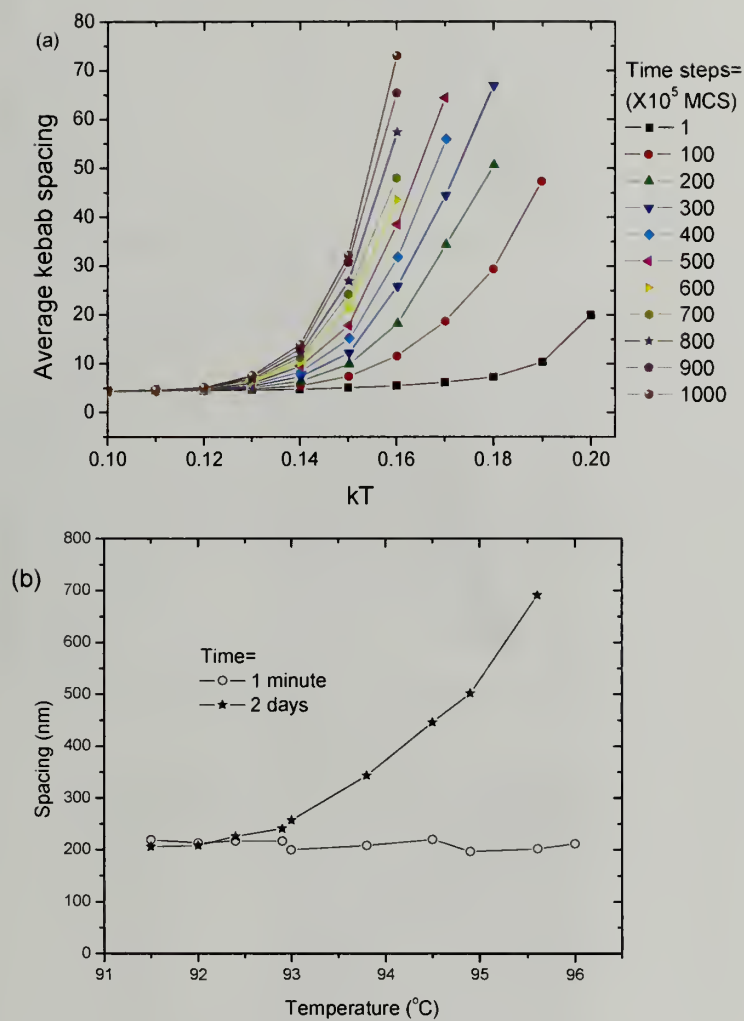 (a)
80
70
60
50
40
30
20
10
0
Average kebab spacing
0.10 0.12 0.14 0.16 0.18 0.20
kT
Time steps=
(X10⁵ MCS)
1
100
200
300
400
500
600
700
800
900
1000
(b)
800
700
600
500
400
300
200
100
0
Spacing (nm)
Time=
1 minute
2 days
91 92 93 94 95 96
Temperature (°C)